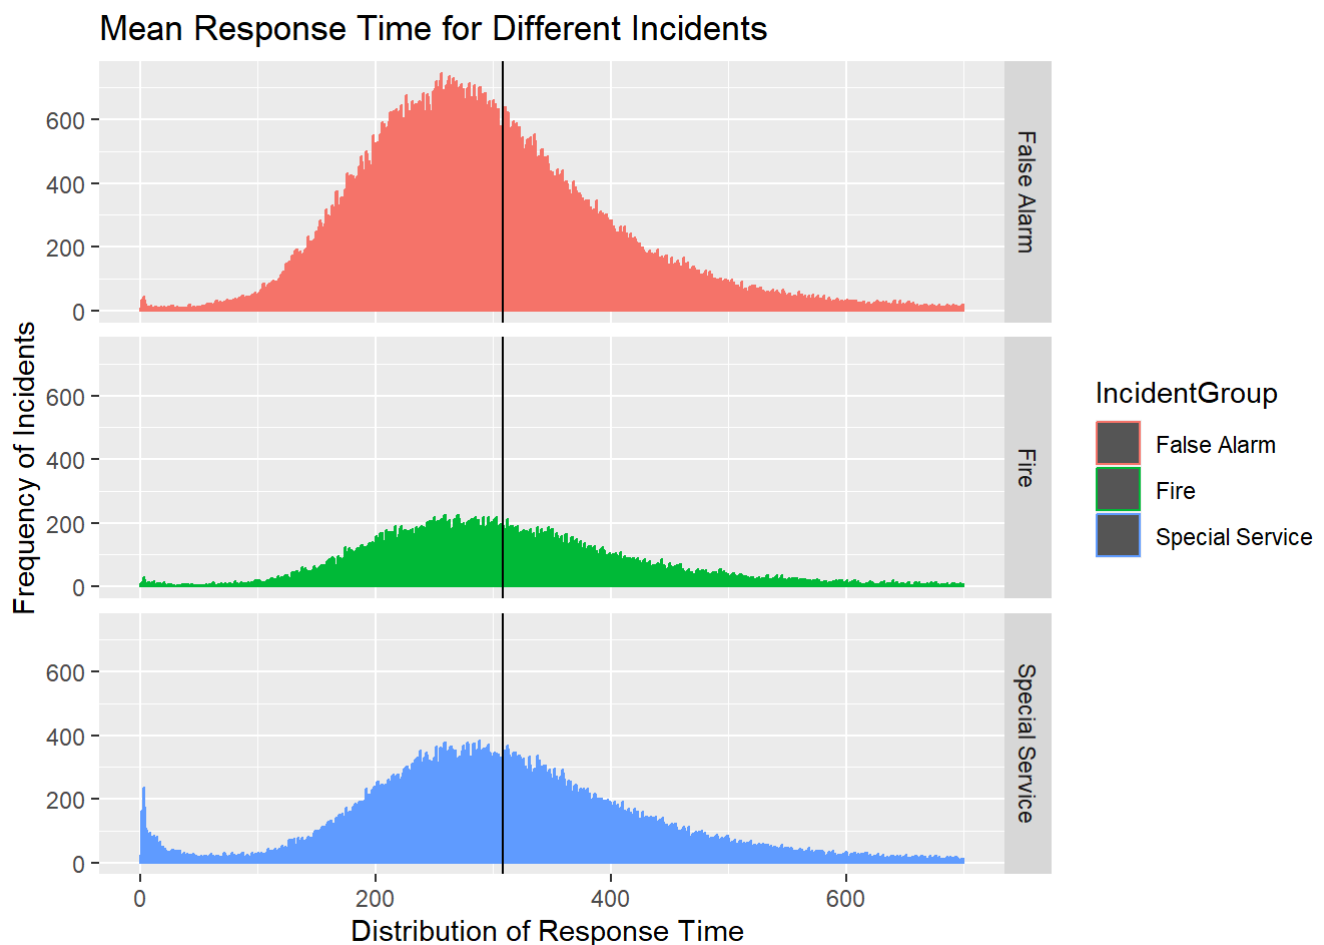 Mean Response Time for Different Incidents
600
400
200
0
False Alarm
600
400
200
0
Fire
600
400
200
0
Special Service
0 200 400 600
Distribution of Response Time
Frequency of Incidents
IncidentGroup
False Alarm
Fire
Special Service